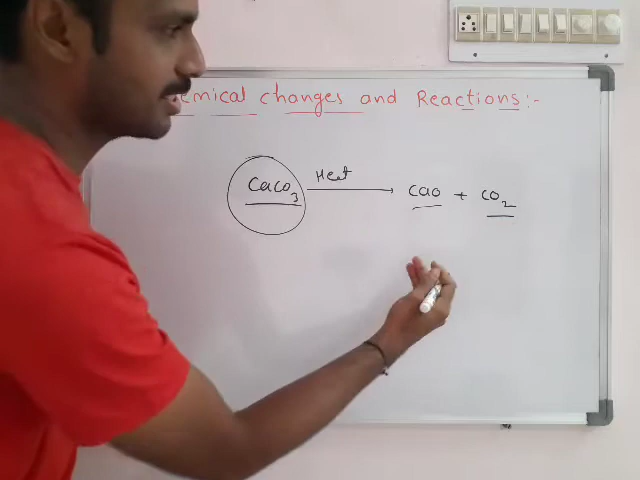 emical changes and Reactions:-
Heat
CaCO3 → CaO + CO2